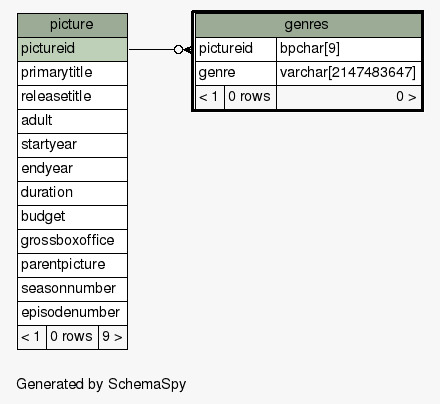 picture
pictureid
primarytitle
releasetitle
adult
startyear
endyear
duration
budget
grossboxoffice
parentpicture
seasonnumber
episodenumber
< 1 0 rows 9 >
genres
pictureid bpchar[9]
genre varchar[2147483647]
< 1 0 rows 0 >
Generated by SchemaSpy